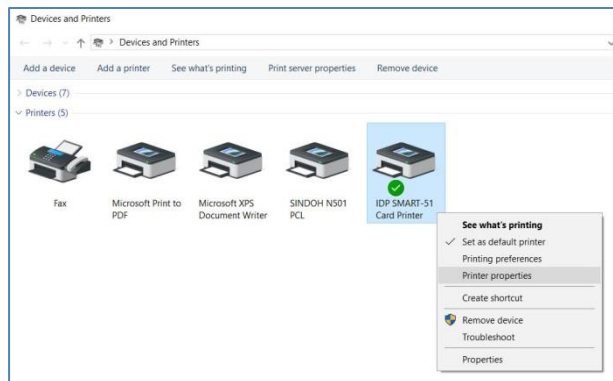 Devices and Printers
Devices and Printers
Add a device Add a printer See what's printing Print server properties Remove device
Devices (7)
Printers (5)
Fax
Microsoft Print to
PDF
Microsoft XPS
Document Writer
SINDOH N501
PCL
IDP SMART-51
Card Printer
See what's printing
Set as default printer
Printing preferences
Printer properties
Create shortcut
Remove device
Troubleshoot
Properties